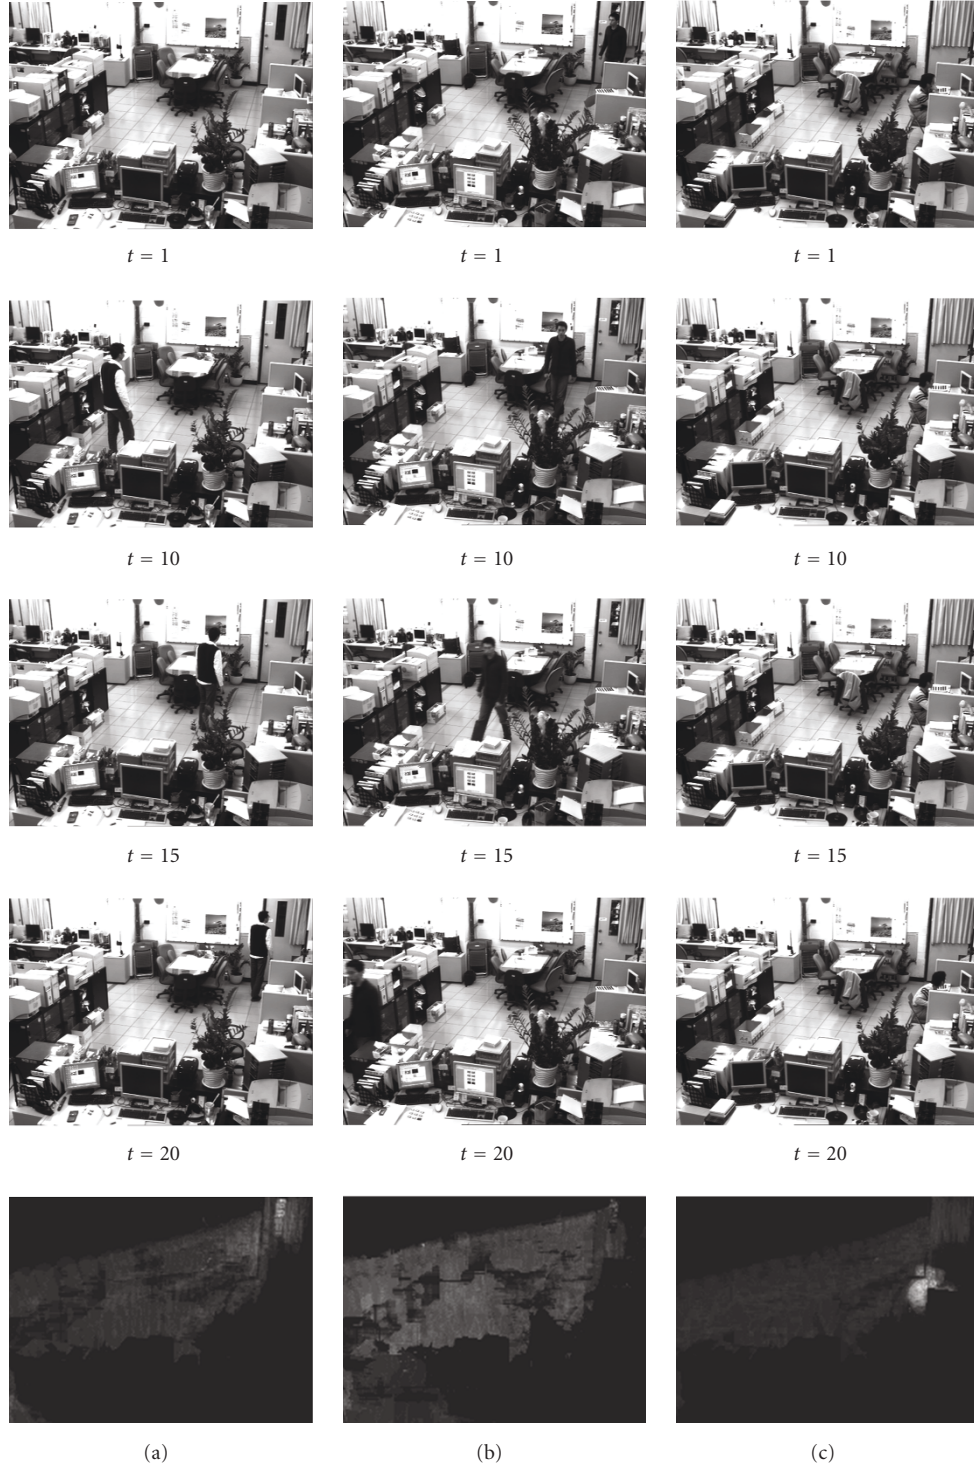 t = 1 t = 1 t = 1
t = 10 t = 10 t = 10
t = 15 t = 15 t = 15
t = 20 t = 20 t = 20
(a) (b) (c)